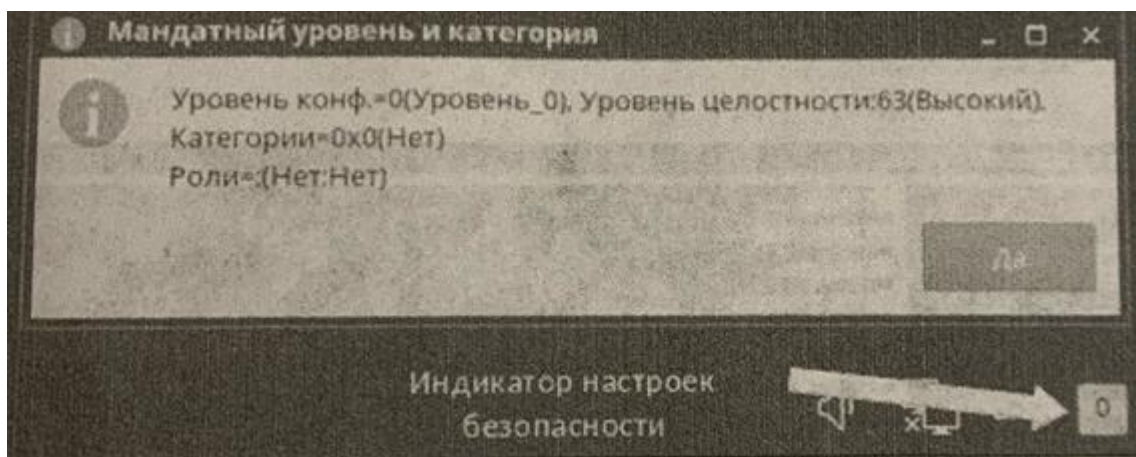 Мандатный уровень и категория
Уровень конф.=0(Уровень_0), Уровень целостности:63(Высокий).
Категории=0x0(Нет)
Роли=:(Нет:Нет)
Да
Индикатор настроек
безопасности
0